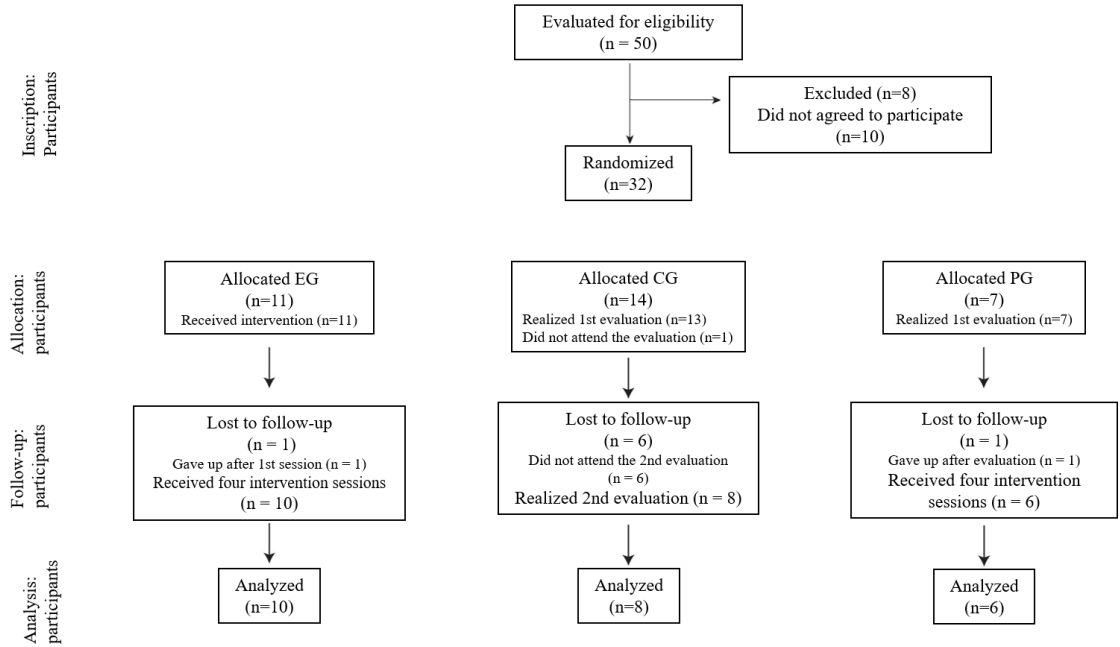 Evaluated for eligibility
(n = 50)
Inscription:
Participants
Excluded (n=8)
Did not agreed to participate
(n=10)
Randomized
(n=32)
Allocation:
participants
Allocated EG
(n=11)
Received intervention (n=11)
Allocated CG
(n=14)
Realized 1st evaluation (n=13)
Did not attend the evaluation (n=1)
Allocated PG
(n=7)
Realized 1st evaluation (n=7)
Follow-up:
participants
Lost to follow-up
(n = 1)
Gave up after 1st session (n = 1)
Received four intervention sessions
(n = 10)
Lost to follow-up
(n = 6)
Did not attend the 2nd evaluation
(n = 6)
Realized 2nd evaluation (n = 8)
Lost to follow-up
(n = 1)
Gave up after evaluation (n = 1)
Received four intervention
sessions (n = 6)
Analysis:
participants
Analyzed
(n=10)
Analyzed
(n=8)
Analyzed
(n=6)